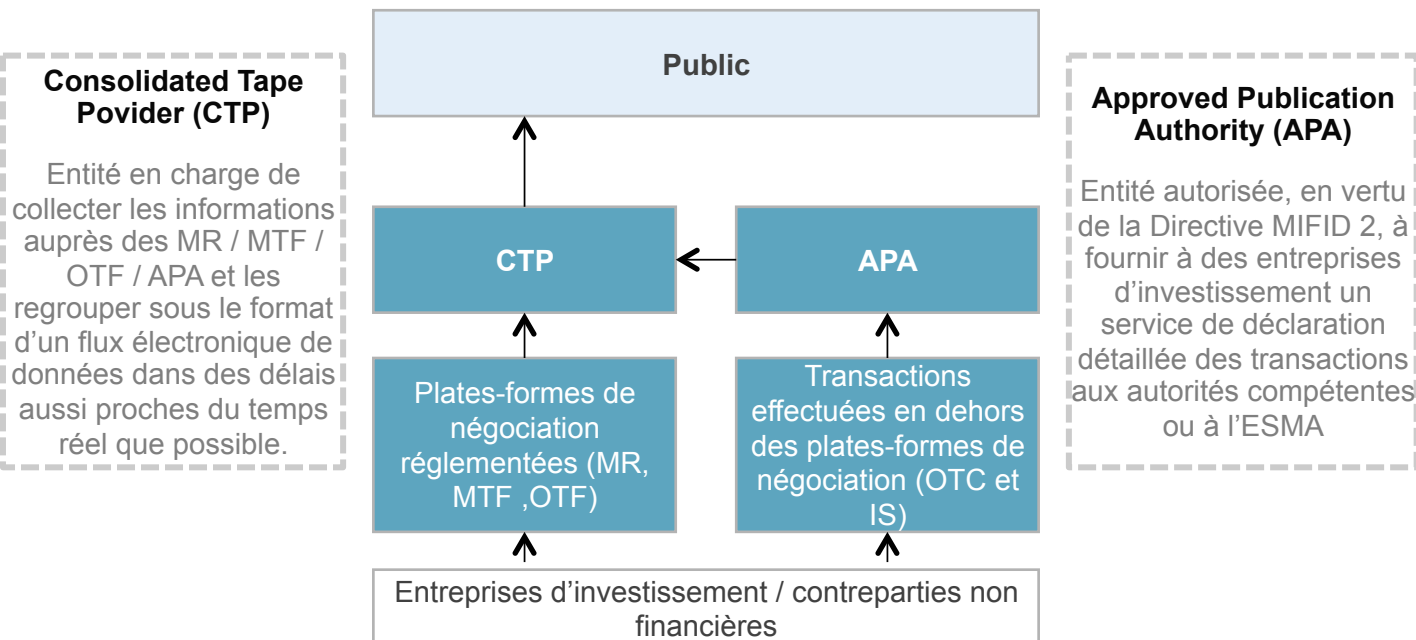 Public
Consolidated Tape
Povider (CTP)
Entité en charge de
collecter les informations
auprès des MR / MTF /
OTF / APA et les
regrouper sous le format
d’un flux électronique de
données dans des délais
aussi proches du temps
réel que possible.
CTP
APA
Plates-formes de
négociation
réglementées (MR,
MTF ,OTF)
Transactions
effectuées en dehors
des plates-formes de
négociation (OTC et
IS)
Entreprises d’investissement / contreparties non
financières
Approved Publication
Authority (APA)
Entité autorisée, en vertu
de la Directive MIFID 2, à
fournir à des entreprises
d’investissement un
service de déclaration
détaillée des transactions
aux autorités compétentes
ou à l’ESMA